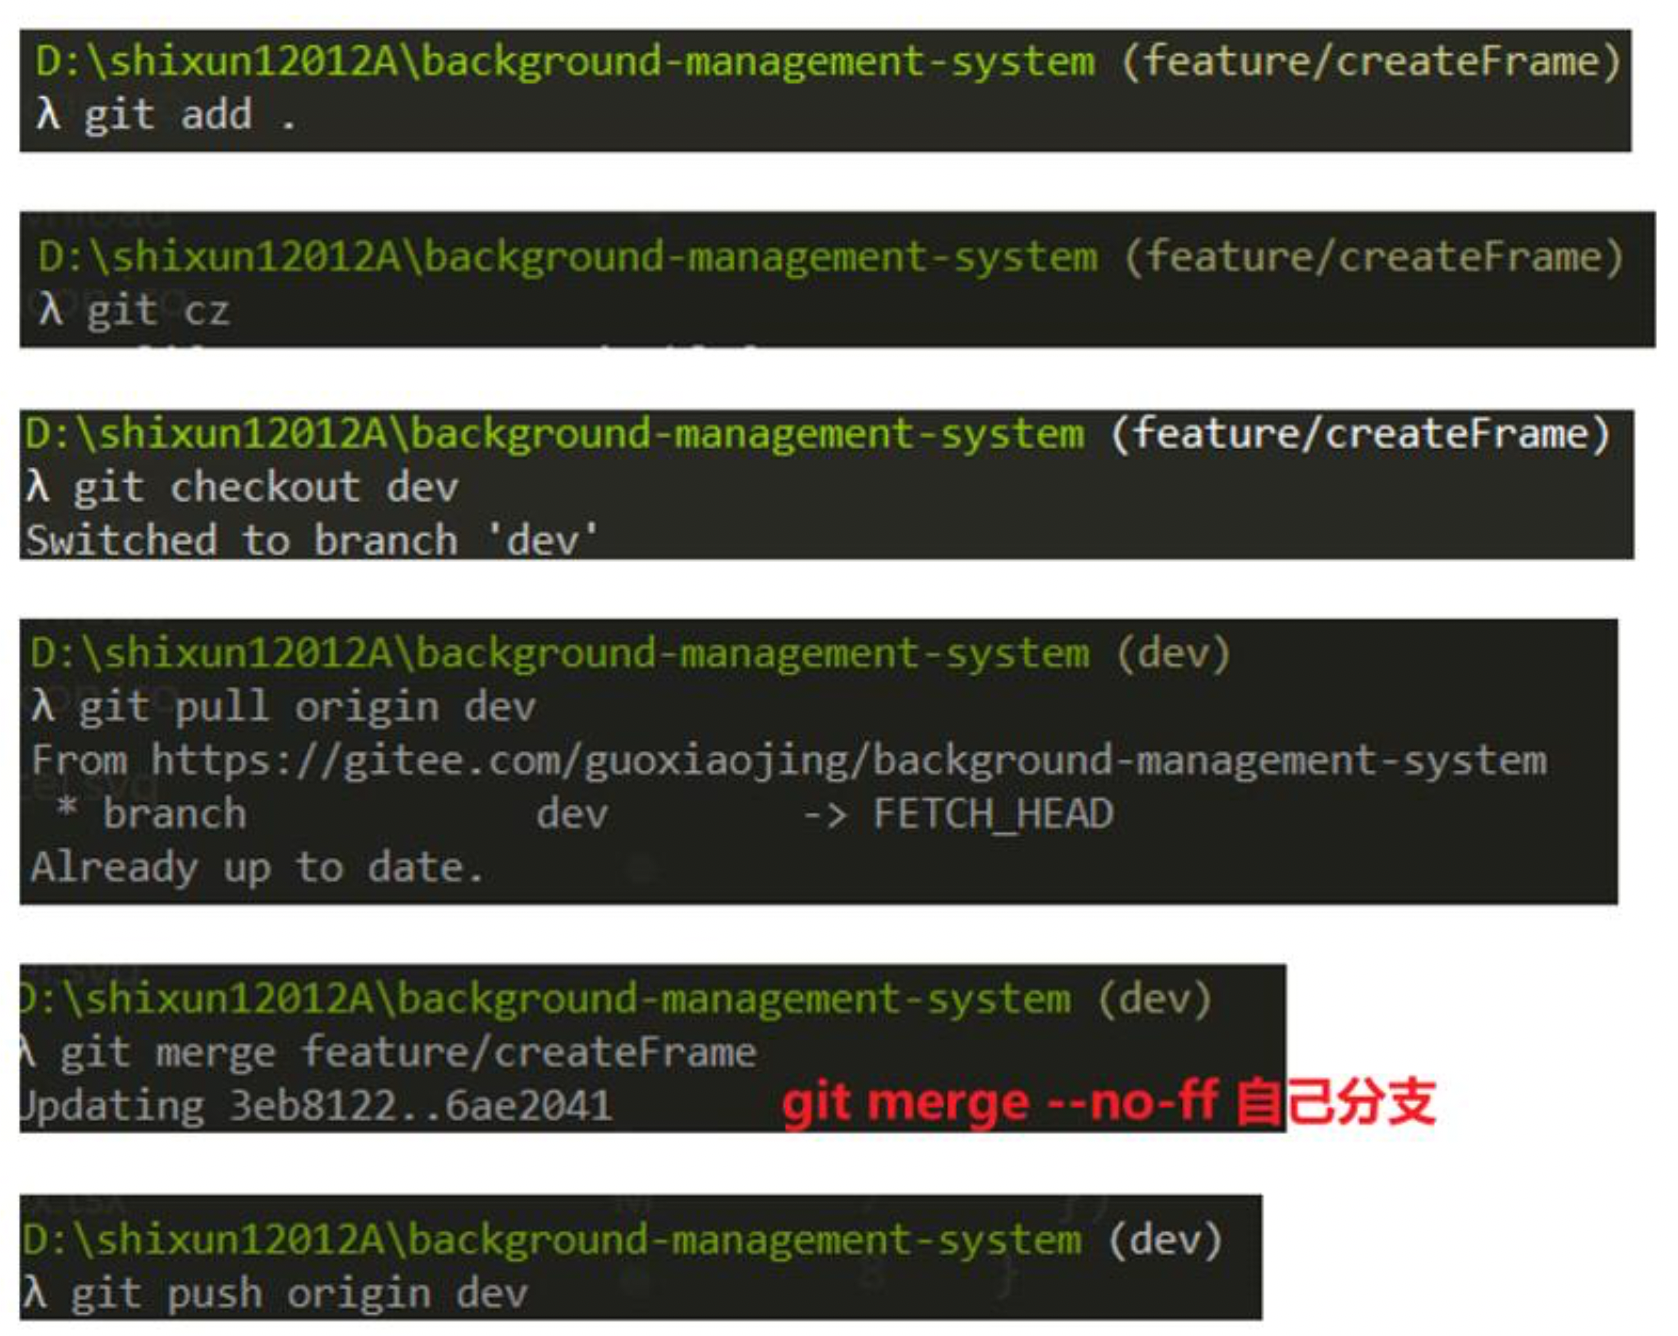 D:\shixun12012A\background-management-system (feature/createFrame)
λ git add .
D:\shixun12012A\background-management-system (feature/createFrame)
λ git cz
D:\shixun12012A\background-management-system (feature/createFrame)
λ git checkout dev
Switched to branch 'dev'
D:\shixun12012A\background-management-system (dev)
λ git pull origin dev
From https://gitee.com/guoxiaojing/background-management-system
* branch dev -> FETCH_HEAD
Already up to date.
D:\shixun12012A\background-management-system (dev)
λ git merge feature/createFrame
Updating 3eb8122..6ae2041 git merge --no-ff 自己分支
D:\shixun12012A\background-management-system (dev)
λ git push origin dev